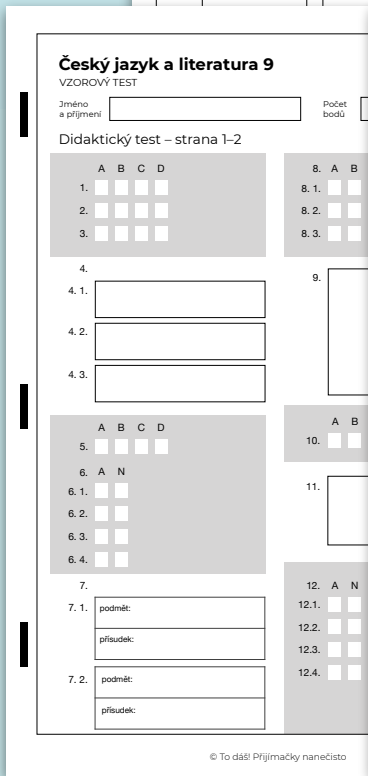 Český jazyk a literatura 9
VZOROVÝ TEST
Jméno
a příjmení
Počet
bodů
Didaktický test – strana 1–2
A B C D
1.
2.
3.
4.
4. 1.
4. 2.
4. 3.
A B C D
5.
6. A N
6. 1.
6. 2.
6. 3.
6. 4.
7.
7. 1. podmět:
přísudek:
7. 2. podmět:
přísudek:
8. A B
8. 1.
8. 2.
8. 3.
9.
A B
10.
11.
12. A N
12.1.
12.2.
12.3.
12.4.
© To dáš! Přijímačky nanečisto